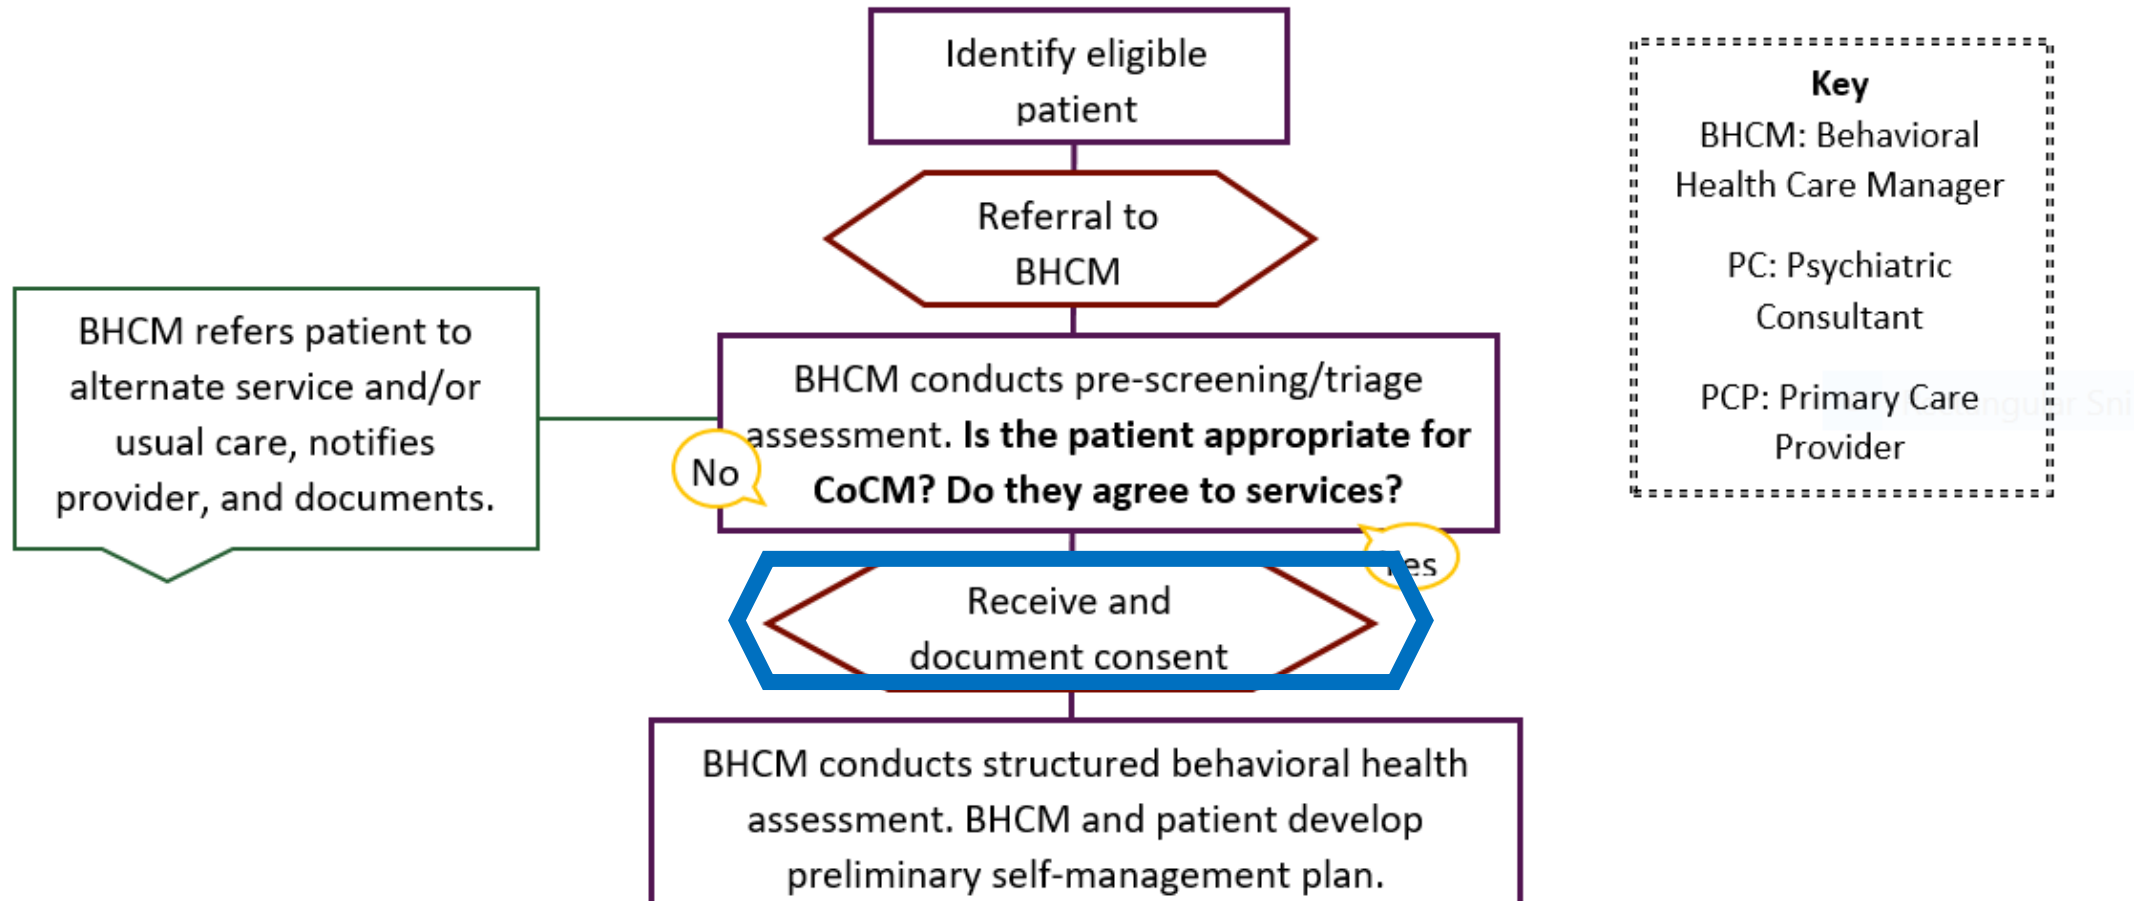 Identify eligible
patient
Referral to
BHCM
BHCM refers patient to
alternate service and/or
usual care, notifies
provider, and documents.
BHCM conducts pre-screening/triage
assessment. Is the patient appropriate for
CoCM? Do they agree to services?
No
Yes
Receive and
document consent
BHCM conducts structured behavioral health
assessment. BHCM and patient develop
preliminary self-management plan.
Key
BHCM: Behavioral
Health Care Manager
PC: Psychiatric
Consultant
PCP: Primary Care
Provider